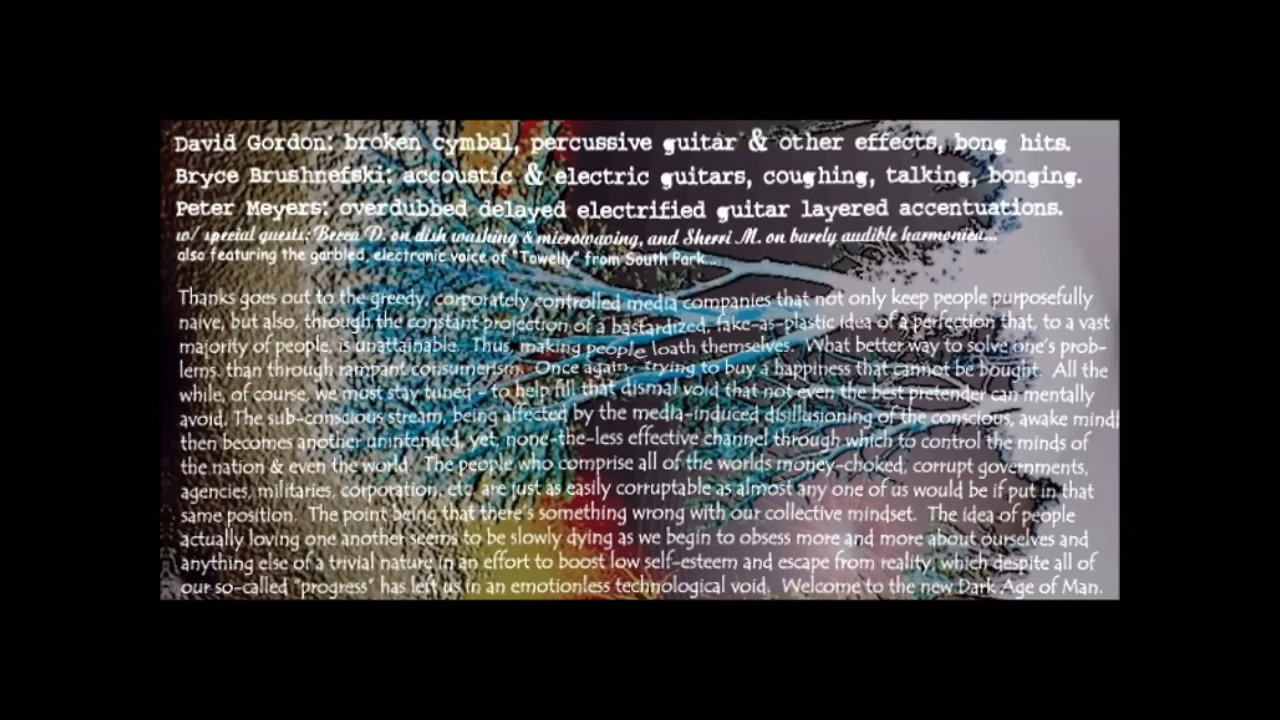 David Gordon: broken cymbal, percussive guitar & other effects, bong hits.
Bryce Brushnefski: accoustic & electric guitars, coughing, talking, bonging.
Peter Meyers: overdubbed delayed electrified guitar layered accentuations.
w/ special guests: Becca D. on dish washing & microwaving, and Sherri M. on barely audible harmonica...
also featuring the garbled, electronic voice of "Towelly" from South Park...
Thanks goes out to the greedy, corporately controlled media companies that not only keep people purposefully
naive, but also, through the constant projection of a bastardized, fake-as-plastic idea of a perfection that, to a vast
majority of people, is unattainable. Thus, making people loath themselves. What better way to solve one's prob-
lems, than through rampant consumerism. Once again, trying to buy a happiness that cannot be bought. All the
while, of course, we must stay tuned - to help fill that dismal void that not even the best pretender can mentally
avoid. The sub-conscious stream, being affected by the media-induced disillusioning of the conscious, awake mind,
then becomes another unintended, yet, none-the-less effective channel through which to control the minds of
the nation & even the world. The people who comprise all of the worlds money-choked, corrupt governments,
agencies, militaries, corporation, etc. are just as easily corruptable as almost any one of us would be if put in that
same position. The point being that there's something wrong with our collective mindset. The idea of people
actually loving one another seems to be slowly dying as we begin to obsess more and more about ourselves and
anything else of a trivial nature in an effort to boost low self-esteem and escape from reality, which despite all of
our so-called "progress" has left us in an emotionless technological void. Welcome to the new Dark Age of Man.